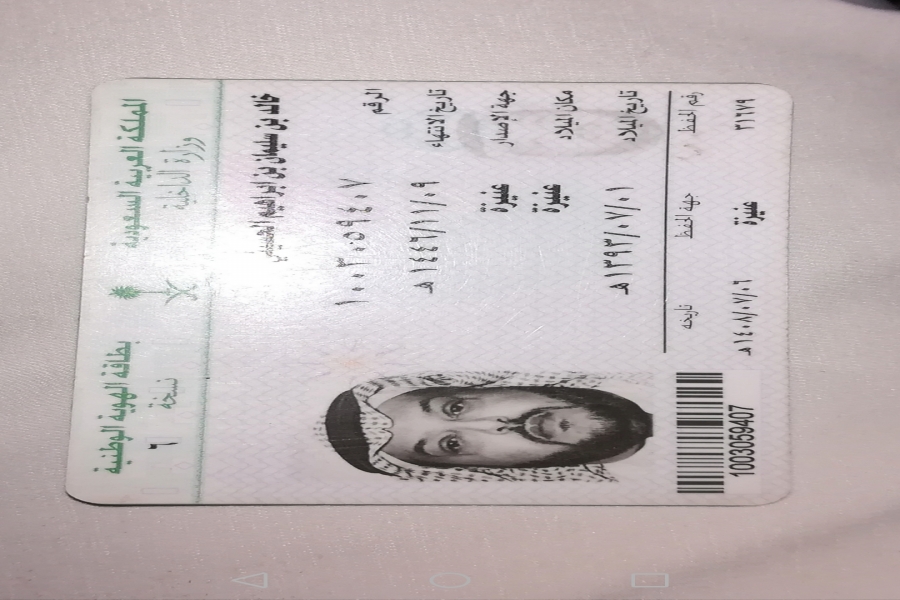 المملكة العربية السعودية
وزارة الداخلية
بطاقة الهوية الوطنية
نسخة ٦
خالد بن سليمان بن ابراهيم
الرقم ١٠٠٣٠٥٩٤٠٧
تاريخ الانتهاء ١٤٤٦/١١/٠٩ هـ
جهة الإصدار عنيزة
مكان الميلاد عنيزة
تاريخ الميلاد ١٣٩٣/٠٧/٠١ هـ
رقم الحفظ ٣١٦٧٩
جهة الحفظ عنيزة
تاريخه ١٤٠٨/٠٧/٠٦ هـ
1003059407